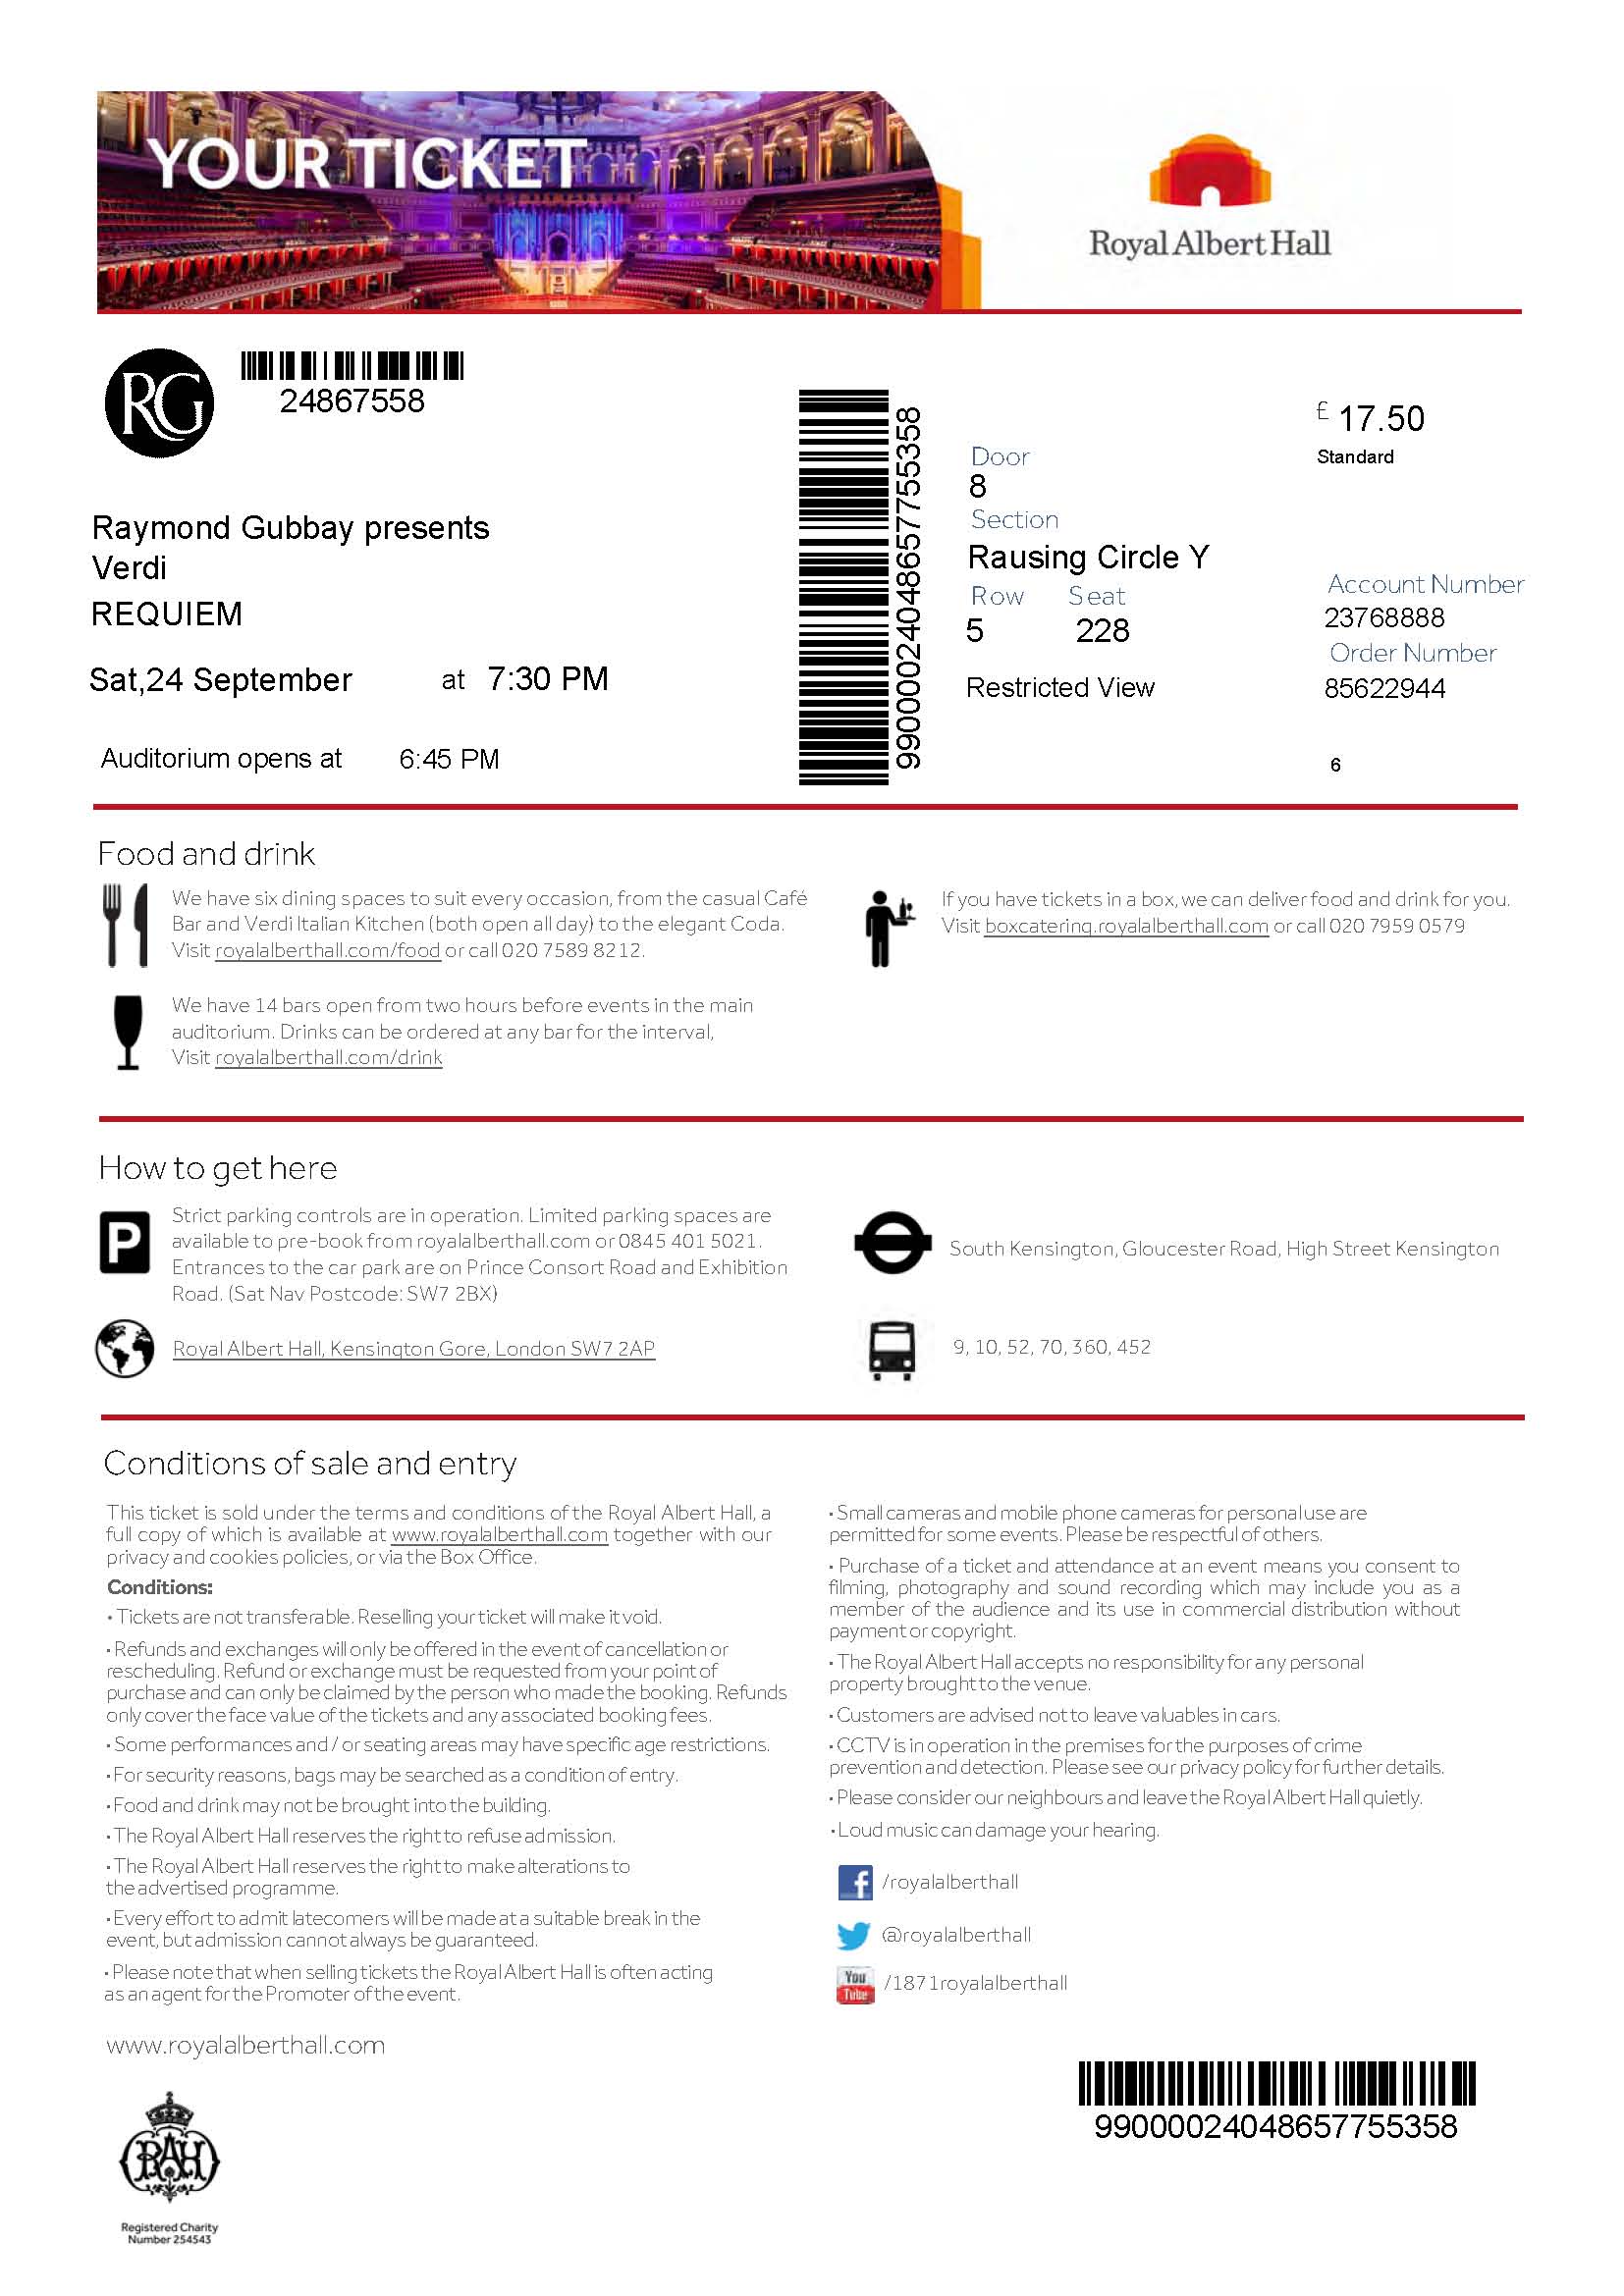 YOUR TICKET
Royal Albert Hall
RG
24867558
Raymond Gubbay presents
Verdi
REQUIEM
Sat,24 September at 7:30 PM
Auditorium opens at 6:45 PM
99000024048657755358
Door
8
Section
Rausing Circle Y
Row Seat
5 228
Restricted View
£ 17.50
Standard
Account Number
23768888
Order Number
85622944
6
Food and drink
We have six dining spaces to suit every occasion, from the casual Café
Bar and Verdi Italian Kitchen (both open all day) to the elegant Coda.
Visit royalalberthall.com/food or call 020 7589 8212.
We have 14 bars open from two hours before events in the main
auditorium. Drinks can be ordered at any bar for the interval,
Visit royalalberthall.com/drink
If you have tickets in a box, we can deliver food and drink for you.
Visit boxcatering.royalalberthall.com or call 020 7959 0579
How to get here
P
Strict parking controls are in operation. Limited parking spaces are
available to pre-book from royalalberthall.com or 0845 401 5021.
Entrances to the car park are on Prince Consort Road and Exhibition
Road. (Sat Nav Postcode: SW7 2BX)
Royal Albert Hall, Kensington Gore, London SW7 2AP
South Kensington, Gloucester Road, High Street Kensington
9, 10, 52, 70, 360, 452
Conditions of sale and entry
This ticket is sold under the terms and conditions of the Royal Albert Hall, a
full copy of which is available at www.royalalberthall.com together with our
privacy and cookies policies, or via the Box Office.
Conditions:
• Tickets are not transferable. Reselling your ticket will make it void.
• Refunds and exchanges will only be offered in the event of cancellation or
rescheduling. Refund or exchange must be requested from your point of
purchase and can only be claimed by the person who made the booking. Refunds
only cover the face value of the tickets and any associated booking fees.
• Some performances and / or seating areas may have specific age restrictions.
• For security reasons, bags may be searched as a condition of entry.
• Food and drink may not be brought into the building.
• The Royal Albert Hall reserves the right to refuse admission.
• The Royal Albert Hall reserves the right to make alterations to
the advertised programme.
• Every effort to admit latecomers will be made at a suitable break in the
event, but admission cannot always be guaranteed.
• Please note that when selling tickets the Royal Albert Hall is often acting
as an agent for the Promoter of the event.
• Small cameras and mobile phone cameras for personal use are
permitted for some events. Please be respectful of others.
• Purchase of a ticket and attendance at an event means you consent to
filming, photography and sound recording which may include you as a
member of the audience and its use in commercial distribution without
payment or copyright.
• The Royal Albert Hall accepts no responsibility for any personal
property brought to the venue.
• Customers are advised not to leave valuables in cars.
• CCTV is in operation in the premises for the purposes of crime
prevention and detection. Please see our privacy policy for further details.
• Please consider our neighbours and leave the Royal Albert Hall quietly.
• Loud music can damage your hearing.
f /royalalberthall
@royalalberthall
You
Tube /1871royalalberthall
www.royalalberthall.com
RAH
Registered Charity
Number 254543
99000024048657755358